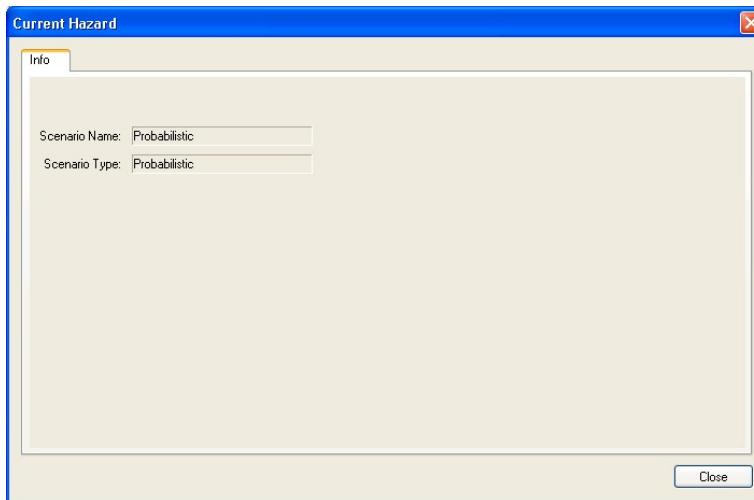 Current Hazard
Info
Scenario Name: Probabilistic
Scenario Type: Probabilistic
Close